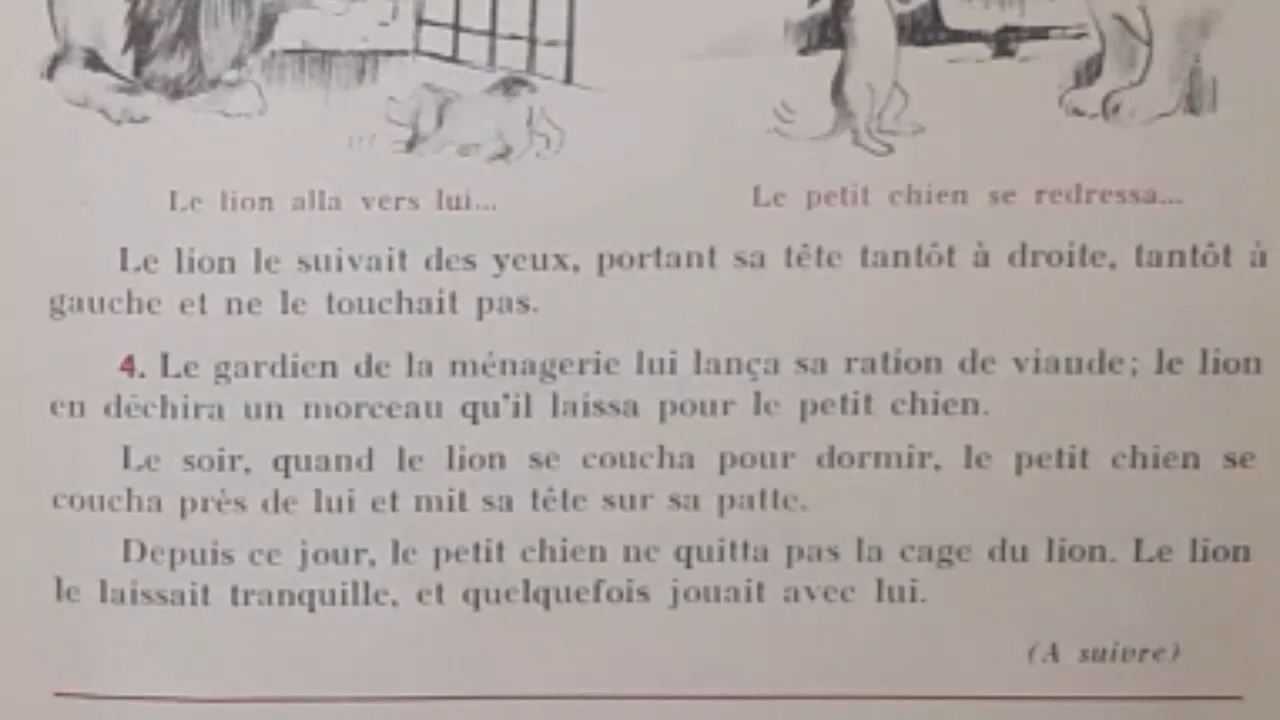 Le lion alla vers lui...
Le petit chien se redressa...
Le lion le suivait des yeux, portant sa tête tantôt à droite, tantôt à
gauche et ne le touchait pas.
4. Le gardien de la ménagerie lui lança sa ration de viande; le lion
en déchira un morceau qu'il laissa pour le petit chien.
Le soir, quand le lion se coucha pour dormir, le petit chien se
coucha près de lui et mit sa tête sur sa patte.
Depuis ce jour, le petit chien ne quitta pas la cage du lion. Le lion
le laissait tranquille, et quelquefois jouait avec lui.
(A suivre)